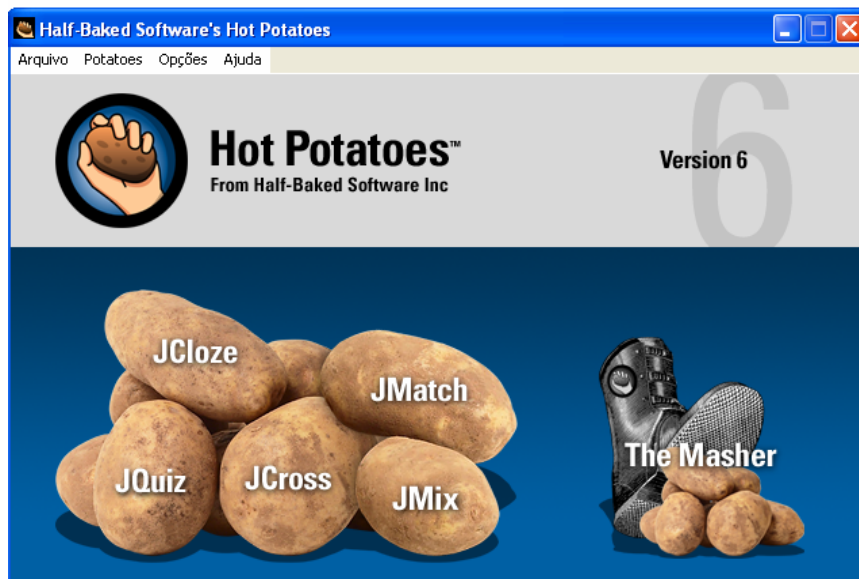 Half-Baked Software's Hot Potatoes
Arquivo Potatoes Opções Ajuda
Hot Potatoes™
From Half-Baked Software Inc
Version 6
6
JCloze
JMatch
JQuiz
JCross
JMix
The Masher